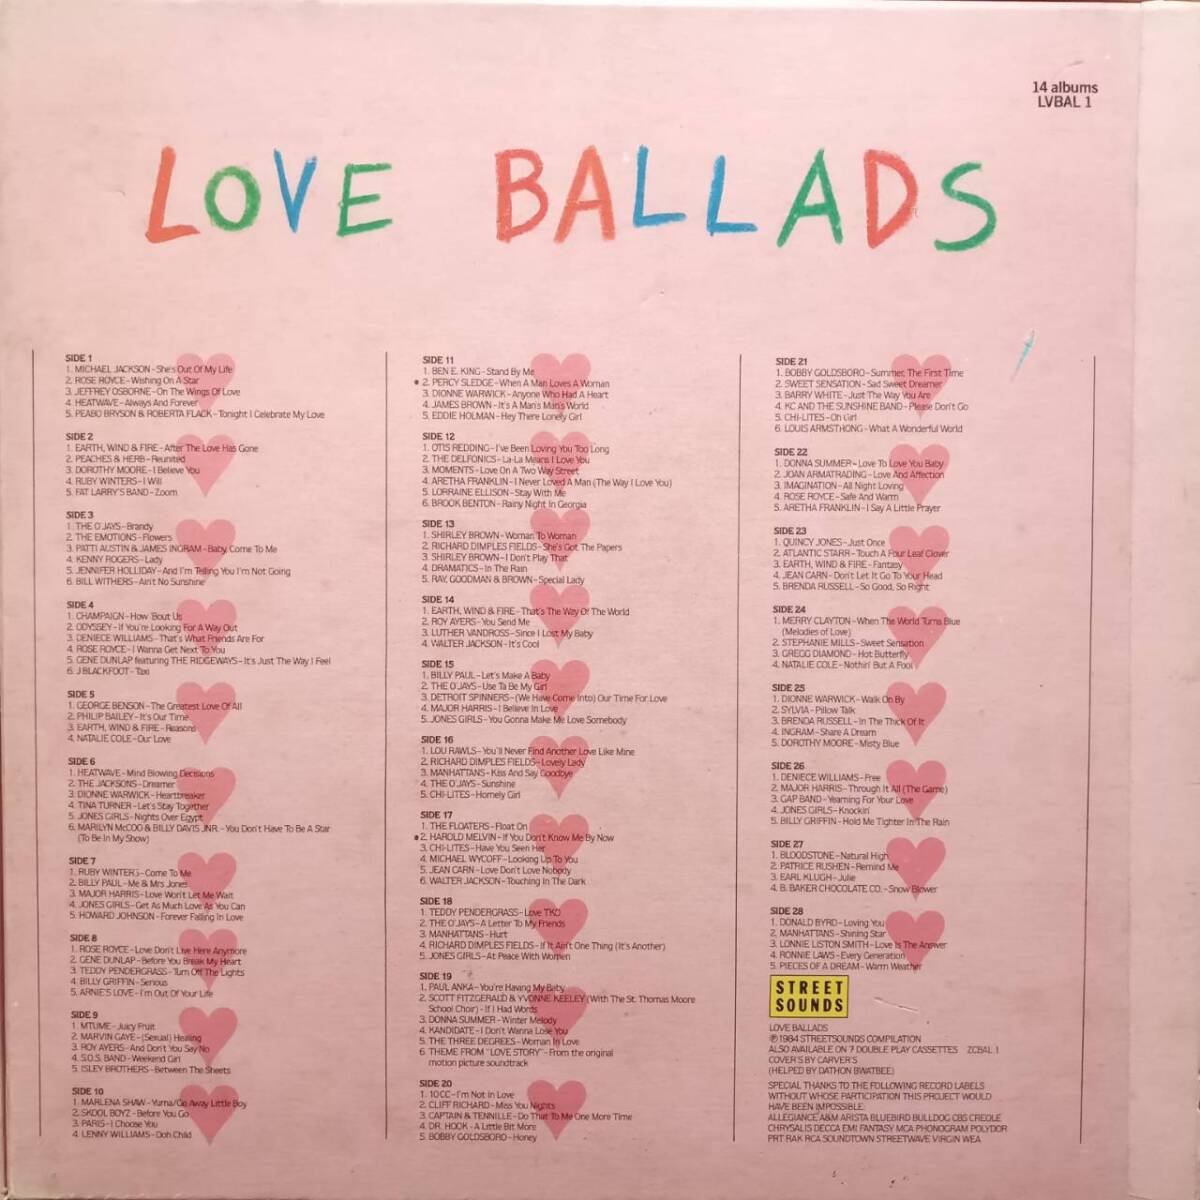 14 albums
LVBAL 1
LOVE BALLADS
SIDE 1
1. MICHAEL JACKSON – She's Out Of My Life
2. ROSE ROYCE – Wishing On A Star
3. JEFFREY OSBORNE – On The Wings Of Love
4. HEATWAVE – Always And Forever
5. PEABO BRYSON & ROBERTA FLACK – Tonight I Celebrate My Love
SIDE 2
1. EARTH, WIND & FIRE – After The Love Has Gone
2. PEACHES & HERB – Reunited
3. DOROTHY MOORE – I Believe You
4. RUBY WINTERS – I Will
5. FAT LARRY'S BAND – Zoom
SIDE 3
1. THE O'JAYS – Brandy
2. THE EMOTIONS – Flowers
3. PATTI AUSTIN & JAMES INGRAM – Baby, Come To Me
4. KENNY ROGERS – Lady
5. JENNIFER HOLLIDAY – And I'm Telling You I'm Not Going
6. BILL WITHERS – Ain't No Sunshine
SIDE 4
1. CHAMPAIGN – How 'Bout Us
2. ODYSSEY – If You're Looking For A Way Out
3. DENIECE WILLIAMS – That's What Friends Are For
4. ROSE ROYCE – I Wanna Get Next To You
5. GENE DUNLAP featuring THE RIDGEWAYS – It's Just The Way I Feel
6. J BLACKFOOT – Taxi
SIDE 5
1. GEORGE BENSON – The Greatest Love Of All
2. PHILIP BAILEY – It's Our Time
3. EARTH, WIND & FIRE – Reasons
4. NATALIE COLE – Our Love
SIDE 6
1. HEATWAVE – Mind Blowing Decisions
2. THE JACKSONS – Dreamer
3. DIONNE WARWICK – Heartbreaker
4. TINA TURNER – Let's Stay Together
5. JONES GIRLS – Nights Over Egypt
6. MARILYN McCOO & BILLY DAVIS JNR. – You Don't Have To Be A Star
(To Be In My Show)
SIDE 7
1. RUBY WINTERS – Come To Me
2. BILLY PAUL – Me & Mrs Jones
3. MAJOR HARRIS – Love Won't Let Me Wait
4. JONES GIRLS – Get As Much Love As You Can
5. HOWARD JOHNSON – Forever Falling In Love
SIDE 8
1. ROSE ROYCE – Love Don't Live Here Anymore
2. GENE DUNLAP – Before You Break My Heart
3. TEDDY PENDERGRASS – Turn Off The Lights
4. BILLY GRIFFIN – Serious
5. ARNIE'S LOVE – I'm Out Of Your Life
SIDE 9
1. MTUME – Juicy Fruit
2. MARVIN GAYE – (Sexual) Healing
3. ROY AYERS – And Don't You Say No
4. S.O.S. BAND – Weekend Girl
5. ISLEY BROTHERS – Between The Sheets
SIDE 10
1. MARLENA SHAW – Yurna/Go Away Little Boy
2. SKOOL BOYZ – Before You Go
3. PARIS – I Choose You
4. LENNY WILLIAMS – Ooh Child
SIDE 11
1. BEN E. KING – Stand By Me
2. PERCY SLEDGE – When A Man Loves A Woman
3. DIONNE WARWICK – Anyone Who Had A Heart
4. JAMES BROWN – It's A Man's Man's World
5. EDDIE HOLMAN – Hey There Lonely Girl
SIDE 12
1. OTIS REDDING – I've Been Loving You Too Long
2. THE DELFONICS – La-La Means I Love You
3. MOMENTS – Love On A Two Way Street
4. ARETHA FRANKLIN – I Never Loved A Man (The Way I Love You)
5. LORRAINE ELLISON – Stay With Me
6. BROOK BENTON – Rainy Night In Georgia
SIDE 13
1. SHIRLEY BROWN – Woman To Woman
2. RICHARD DIMPLES FIELDS – She's Got The Papers
3. SHIRLEY BROWN – I Don't Play That
4. DRAMATICS – In The Rain
5. RAY, GOODMAN & BROWN – Special Lady
SIDE 14
1. EARTH, WIND & FIRE – That's The Way Of The World
2. ROY AYERS – You Send Me
3. LUTHER VANDROSS – Since I Lost My Baby
4. WALTER JACKSON – It's Cool
SIDE 15
1. BILLY PAUL – Let's Make A Baby
2. THE O'JAYS – Use Ta Be My Girl
3. DETROIT SPINNERS – (We Have Come Into) Our Time For Love
4. MAJOR HARRIS – I Believe In Love
5. JONES GIRLS – You Gonna Make Me Love Somebody
SIDE 16
1. LOU RAWLS – You'll Never Find Another Love Like Mine
2. RICHARD DIMPLES FIELDS – Lovely Lady
3. MANHATTANS – Kiss And Say Goodbye
4. THE O'JAYS – Sunshine
5. CHI-LITES – Homely Girl
SIDE 17
1. THE FLOATERS – Float On
2. HAROLD MELVIN – If You Don't Know Me By Now
3. CHI-LITES – Have You Seen Her
4. MICHAEL WYCOFF – Looking Up To You
5. JEAN CARN – Love Don't Love Nobody
6. WALTER JACKSON – Touching In The Dark
SIDE 18
1. TEDDY PENDERGRASS – Love TKO
2. THE O'JAYS – A Letter To My Friends
3. MANHATTANS – Hurt
4. RICHARD DIMPLES FIELDS – If It Ain't One Thing (It's Another)
5. JONES GIRLS – At Peace With Women
SIDE 19
1. PAUL ANKA – You're Having My Baby
2. SCOTT FITZGERALD & YVONNE KEELEY (With The St. Thomas Moore
School Choir) – If I Had Words
3. DONNA SUMMER – Winter Melody
4. KANDIDATE – I Don't Wanna Lose You
5. THE THREE DEGREES – Woman In Love
6. THEME FROM "LOVE STORY" – From the original
motion picture soundtrack
SIDE 20
1. 10CC – I'm Not in Love
2. CLIFF RICHARD – Miss You Nights
3. CAPTAIN & TENNILLE – Do That To Me One More Time
4. DR. HOOK – A Little Bit More
5. BOBBY GOLDSBORO – Honey
SIDE 21
1. BOBBY GOLDSBORO – Summer, The First Time
2. SWEET SENSATION – Sad Sweet Dreamer
3. BARRY WHITE – Just The Way You Are
4. KC AND THE SUNSHINE BAND – Please Don't Go
5. CHI-LITES – Oh Girl
6. LOUIS ARMSTRONG – What A Wonderful World
SIDE 22
1. DONNA SUMMER – Love To Love You Baby
2. JOAN ARMATRADING – Love And Affection
3. IMAGINATION – All Night Loving
4. ROSE ROYCE – Safe And Warm
5. ARETHA FRANKLIN – I Say A Little Prayer
SIDE 23
1. QUINCY JONES – Just Once
2. ATLANTIC STARR – Touch A Four Leaf Clover
3. EARTH, WIND & FIRE – Fantasy
4. JEAN CARN – Don't Let It Go To Your Head
5. BRENDA RUSSELL – So Good, So Right
SIDE 24
1. MERRY CLAYTON – When The World Turns Blue
(Melodies of Love)
2. STEPHANIE MILLS – Sweet Sensation
3. GREGG DIAMOND – Hot Butterfly
4. NATALIE COLE – Nothin' But A Fool
SIDE 25
1. DIONNE WARWICK – Walk On By
2. SYLVIA – Pillow Talk
3. BRENDA RUSSELL – In The Thick Of It
4. INGRAM – Share A Dream
5. DOROTHY MOORE – Misty Blue
SIDE 26
1. DENIECE WILLIAMS – Free
2. MAJOR HARRIS – Through It All (The Game)
3. GAP BAND – Yearning For Your Love
4. JONES GIRLS – Knockin'
5. BILLY GRIFFIN – Hold Me Tighter In The Rain
SIDE 27
1. BLOODSTONE – Natural High
2. PATRICE RUSHEN – Remind Me
3. EARL KLUGH – Julie
4. B. BAKER CHOCOLATE CO. – Snow Blower
SIDE 28
1. DONALD BYRD – Loving You
2. MANHATTANS – Shining Star
3. LONNIE LISTON SMITH – Love Is The Answer
4. RONNIE LAWS – Every Generation
5. PIECES OF A DREAM – Warm Weather
STREET
SOUNDS
LOVE BALLADS
℗ 1984 STREETSOUNDS COMPILATION
ALSO AVAILABLE ON 7 DOUBLE PLAY CASSETTES ZCBAL 1
COVER'S BY CARVER'S
(HELPED BY DATHON BWATBEE)
SPECIAL THANKS TO THE FOLLOWING RECORD LABELS
WITHOUT WHOSE PARTICIPATION THIS PROJECT WOULD
HAVE BEEN IMPOSSIBLE:
ALLEGIANCE A&M ARISTA BLUEBIRD BULLDOG CBS CREOLE
CHRYSALIS DECCA EMI FANTASY MCA PHONOGRAM POLYDOR
PRT RAK RCA SOUNDTOWN STREETWAVE VIRGIN WEA